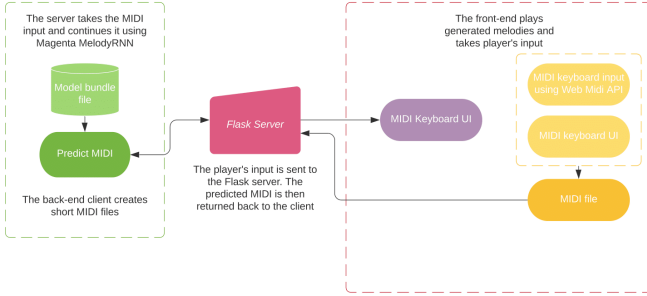 The server takes the MIDI
input and continues it using
Magenta MelodyRNN
Model bundle
file
Predict MIDI
The back-end client creates
short MIDI files
Flask Server
The player's input is sent to
the Flask server. The
predicted MIDI is then
returned back to the client
The front-end plays
generated melodies and
takes player's input
MIDI Keyboard UI
MIDI keyboard input
using Web Midi API
MIDI keyboard UI
MIDI file